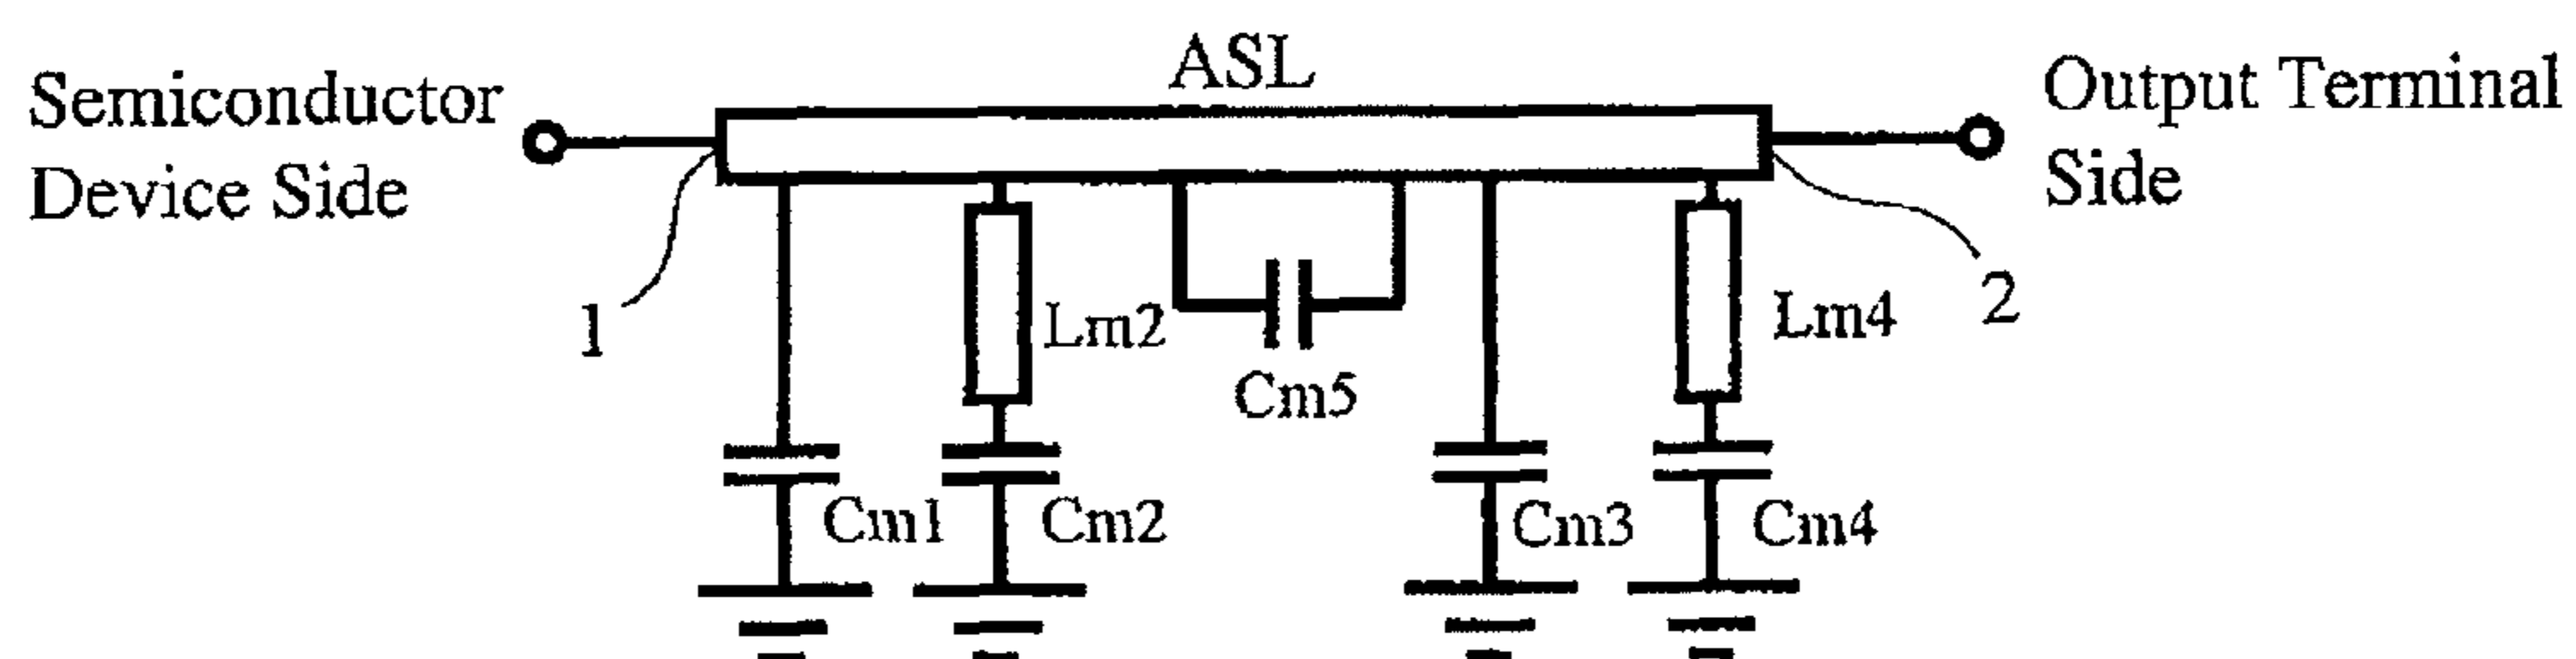 ASL
Semiconductor
Device Side
Output Terminal
Side
1
2
Lm2
Lm4
Cm5
Cm1
Cm2
Cm3
Cm4